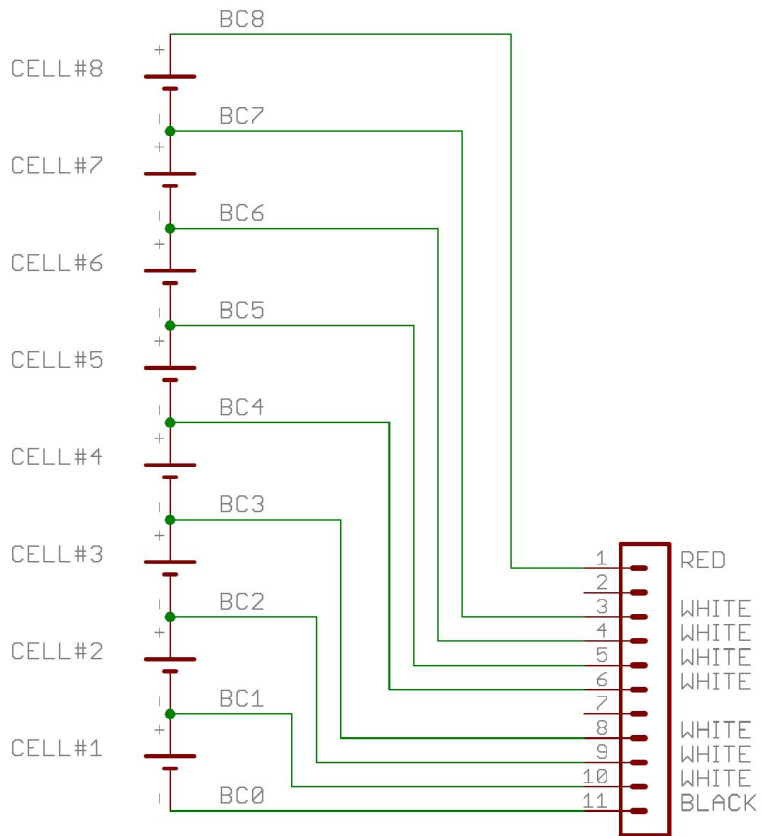 BC8
+
CELL#8
-
BC7
+
CELL#7
-
BC6
+
CELL#6
-
BC5
+
CELL#5
-
BC4
+
CELL#4
-
BC3
+
CELL#3
-
BC2
+
CELL#2
-
BC1
+
CELL#1
-
BC0
1 RED
2
3 WHITE
4 WHITE
5 WHITE
6 WHITE
7
8 WHITE
9 WHITE
10 WHITE
11 BLACK